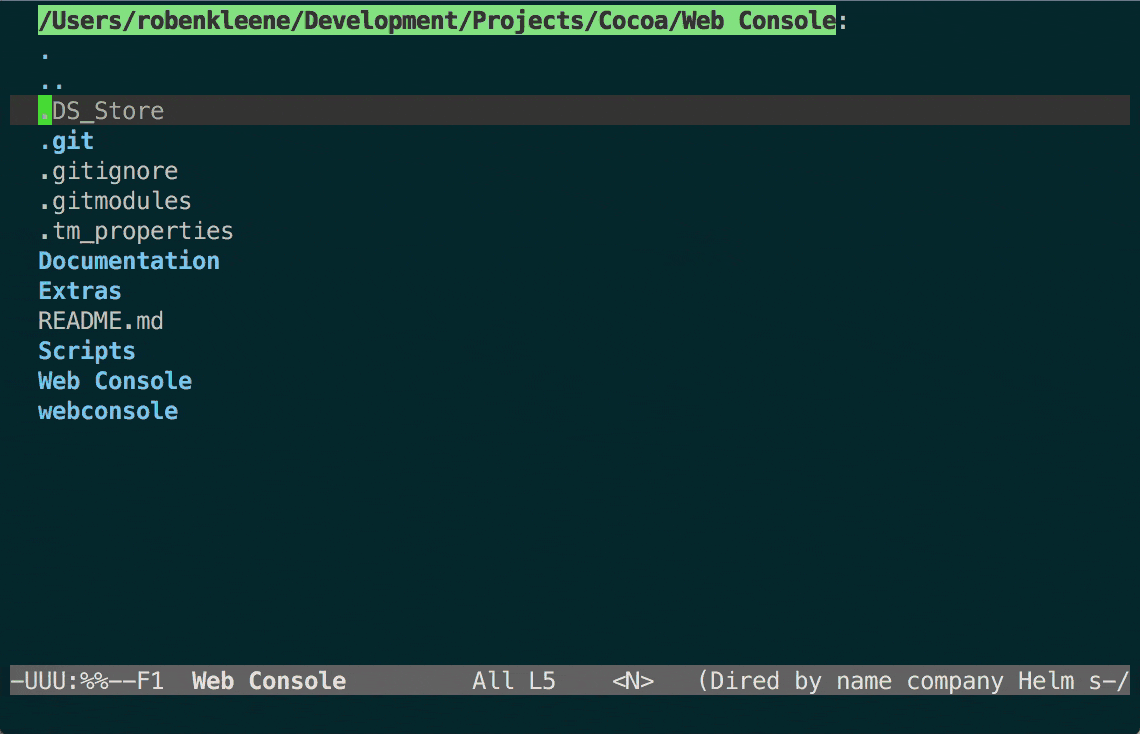 /Users/robenkleene/Development/Projects/Cocoa/Web Console:
.
..
.DS_Store
.git
.gitignore
.gitmodules
.tm_properties
Documentation
Extras
README.md
Scripts
Web Console
webconsole
-UUU:%%--F1  Web Console         All L5    <N>   (Dired by name company Helm s-/